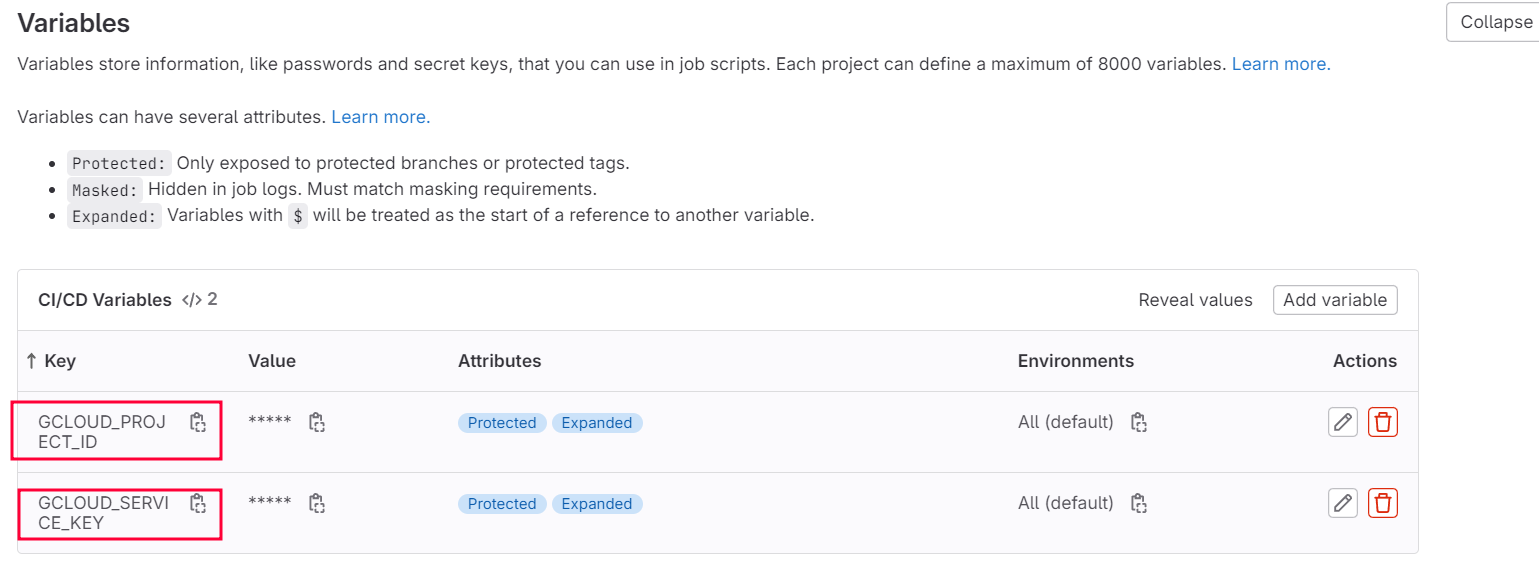 Variables
Collapse
Variables store information, like passwords and secret keys, that you can use in job scripts. Each project can define a maximum of 8000 variables. Learn more.
Variables can have several attributes. Learn more.
Protected: Only exposed to protected branches or protected tags.
Masked: Hidden in job logs. Must match masking requirements.
Expanded: Variables with $ will be treated as the start of a reference to another variable.
CI/CD Variables </> 2 Reveal values Add variable
↑ Key Value Attributes Environments Actions
GCLOUD_PROJ ***** Protected Expanded All (default)
ECT_ID
GCLOUD_SERVI ***** Protected Expanded All (default)
CE_KEY